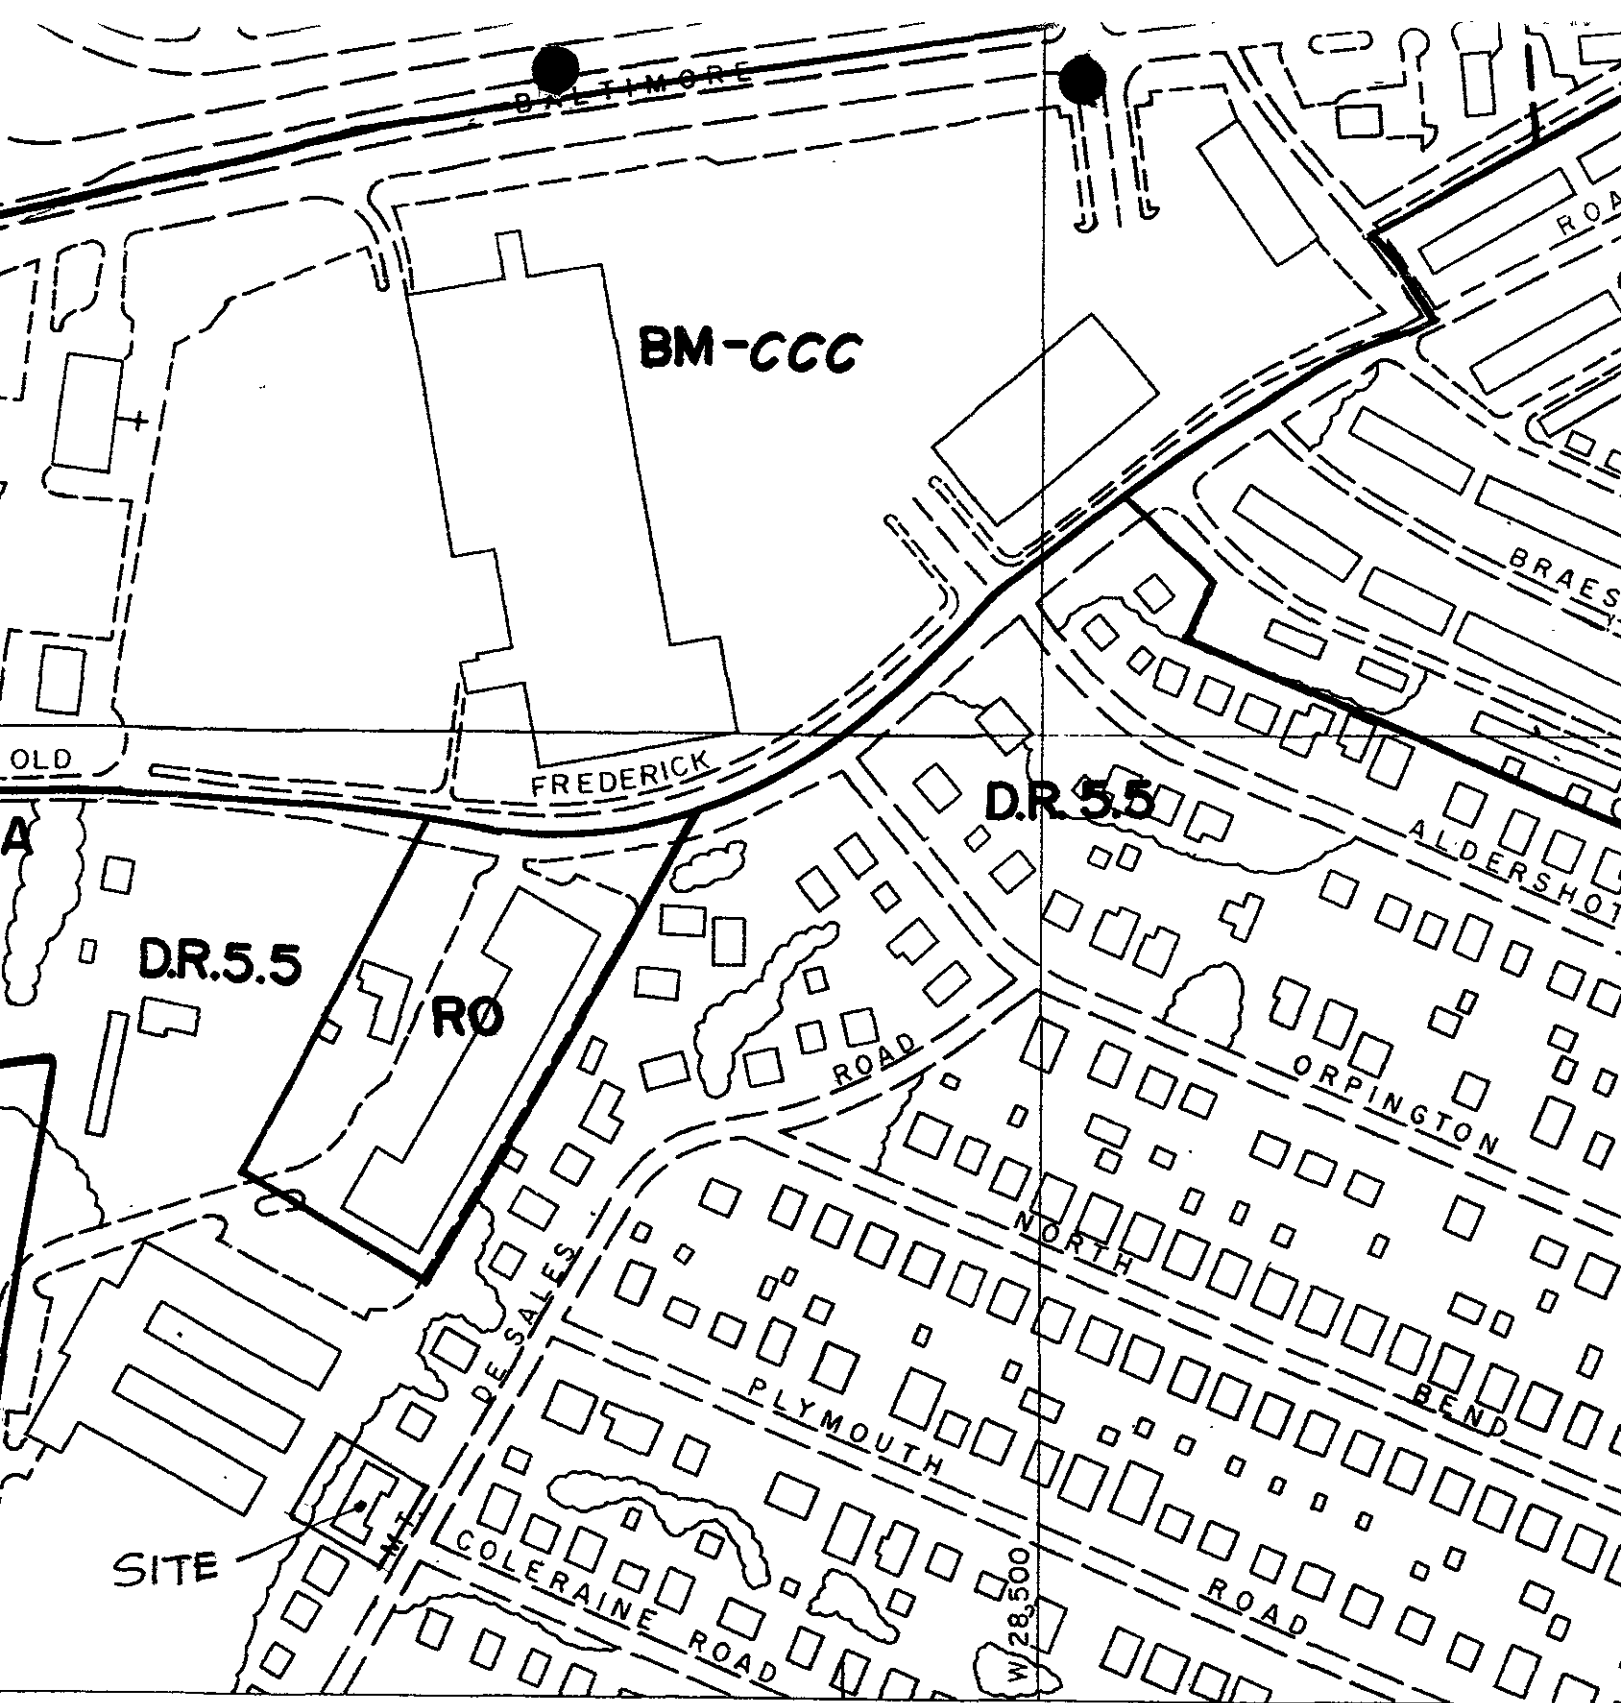 BALTIMORE
ROA
BM-CCC
BRAES
OLD
FREDERICK
D.R. 5.5
A
ALDERSHOT
D.R.5.5
RO
ROAD
ORPINGTON
NORTH
DE SALES
PLYMOUTH
BEND
SITE
COLERAINE ROAD
ROAD
W 28,500